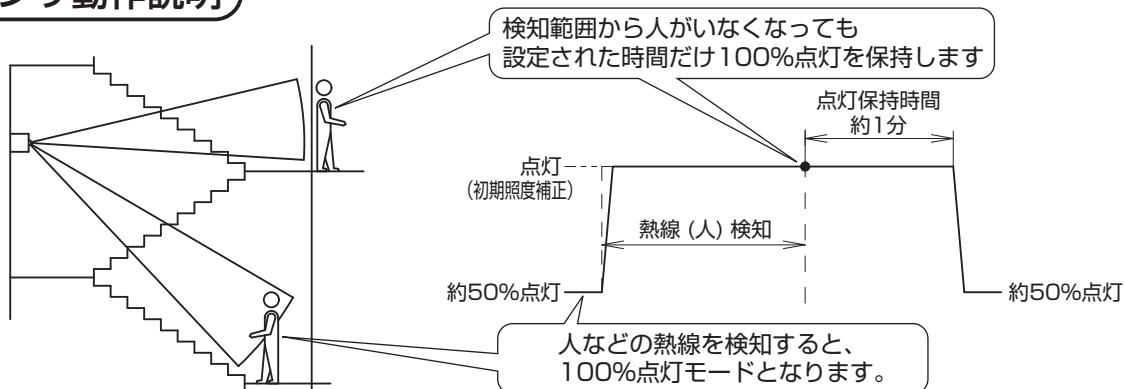 動作説明
検知範囲から人がいなくなっても
設定された時間だけ100%点灯を保持します
点灯保持時間
約1分
点灯
(初期照度補正)
熱線 (人) 検知
約50%点灯
約50%点灯
人などの熱線を検知すると、
100%点灯モードとなります。